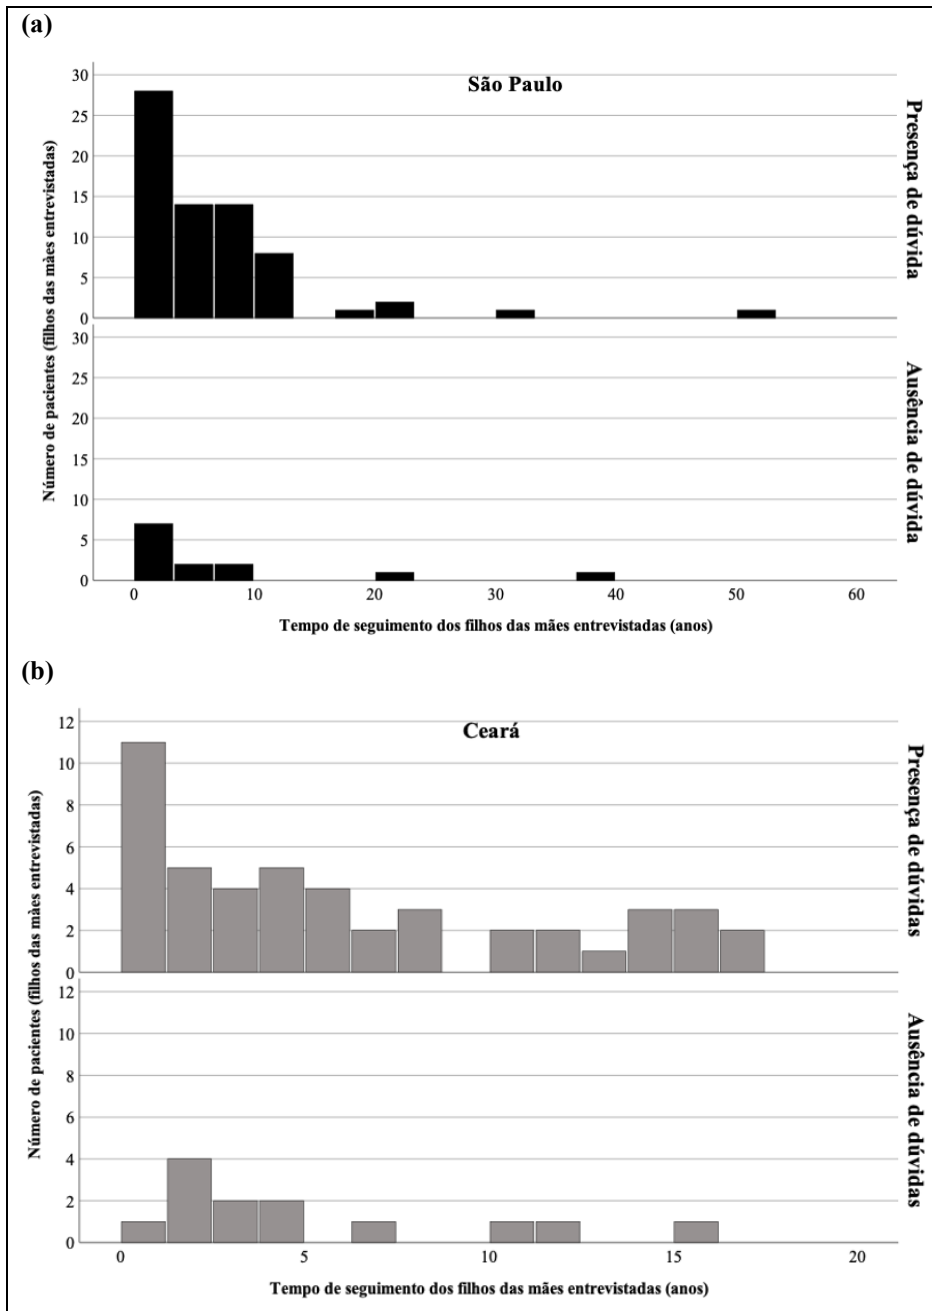 (a)
São Paulo
30
25
20
15
10
5
0
Presença de dúvida
30
25
20
15
10
5
0
Ausência de dúvida
Número de pacientes (filhos das mães entrevistadas)
0 10 20 30 40 50 60
Tempo de seguimento dos filhos das mães entrevistadas (anos)
(b)
Ceará
12
10
8
6
4
2
0
Presença de dúvidas
12
10
8
6
4
2
0
Ausência de dúvidas
Número de pacientes (filhos das mães entrevistadas)
0 5 10 15 20
Tempo de seguimento dos filhos das mães entrevistadas (anos)